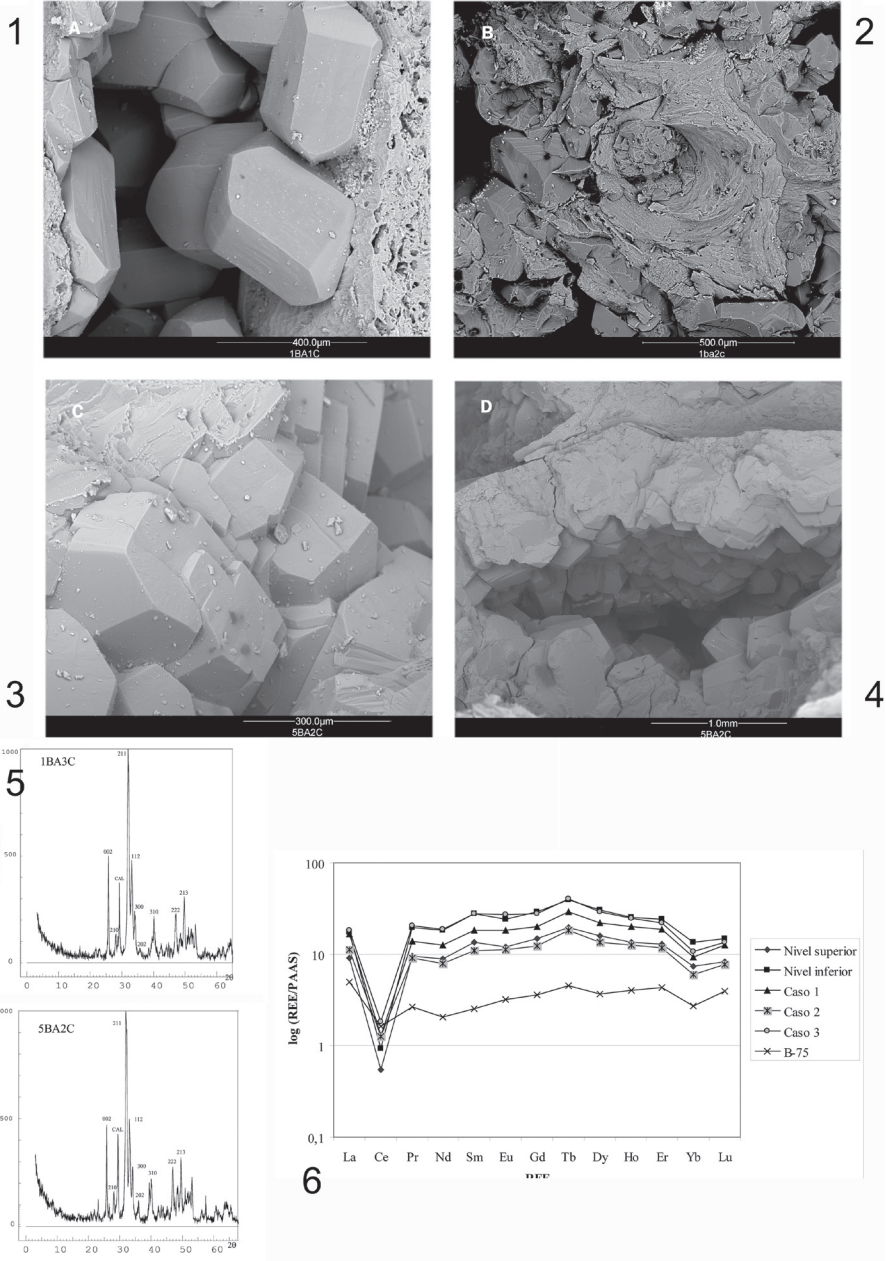 1
A
400.0µm
1BA1C
2
B
500.0µm
1ba2c
3
C
300.0µm
5BA2C
4
D
1.0mm
5BA2C
5
1BA3C
1000
500
0
211
002
112
CAL
300
210
202
310
222
213
0 10 20 30 40 50 60
2θ
5BA2C
000
500
0
211
002
112
CAL
210
300
202
310
222
213
0 10 20 30 40 50 60
2θ
6
log (REE/PAAS)
100
10
1
0,1
La Ce Pr Nd Sm Eu Gd Tb Dy Ho Er Yb Lu
REE
Nivel superior
Nivel inferior
Caso 1
Caso 2
Caso 3
B-75